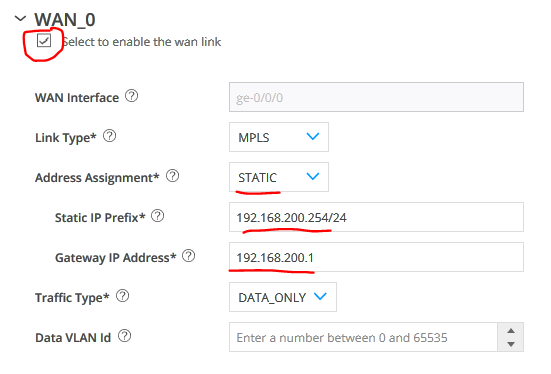 WAN_0
Select to enable the wan link
WAN Interface ? ge-0/0/0
Link Type* ? MPLS
Address Assignment* ? STATIC
Static IP Prefix* ? 192.168.200.254/24
Gateway IP Address* ? 192.168.200.1
Traffic Type* ? DATA_ONLY
Data VLAN Id ? Enter a number between 0 and 65535